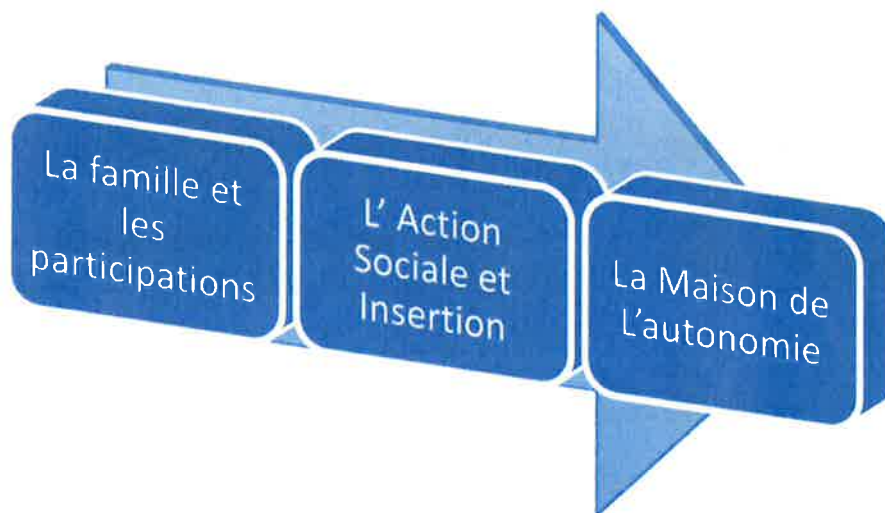 La famille et
les
participations
L' Action
Sociale et
Insertion
La Maison de
L'autonomie